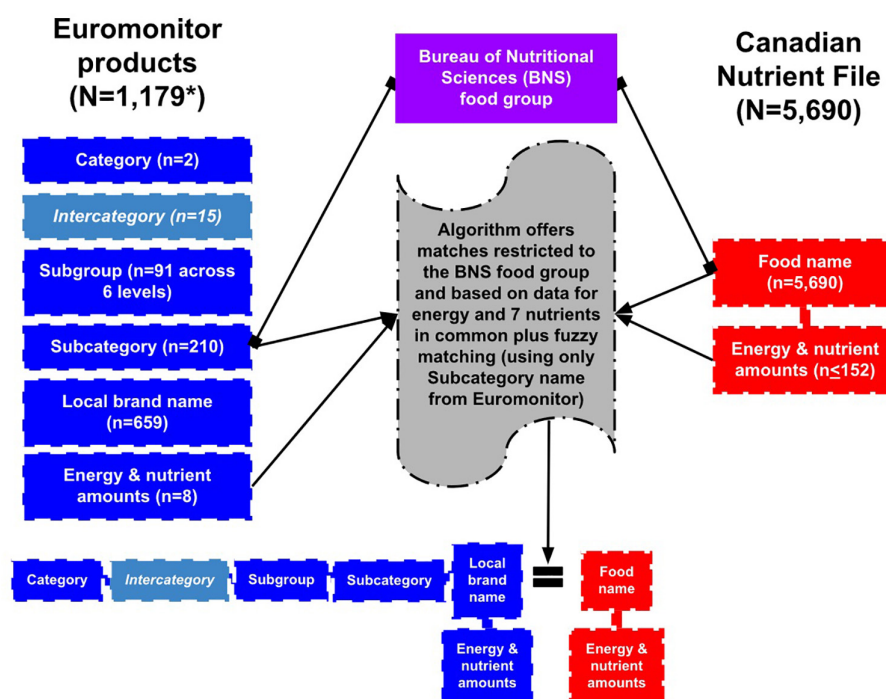 Euromonitor
products
(N=1,179*)
Category (n=2)
Intercategory (n=15)
Subgroup (n=91 across
6 levels)
Subcategory (n=210)
Local brand name
(n=659)
Energy & nutrient
amounts (n=8)
Bureau of Nutritional
Sciences (BNS)
food group
Algorithm offers
matches restricted to
the BNS food group
and based on data for
energy and 7 nutrients
in common plus fuzzy
matching (using only
Subcategory name
from Euromonitor)
Canadian
Nutrient File
(N=5,690)
Food name
(n=5,690)
Energy & nutrient
amounts (n≤152)
Category
Intercategory
Subgroup
Subcategory
Local
brand
name
=
Food
name
Energy &
nutrient
amounts
Energy &
nutrient
amounts